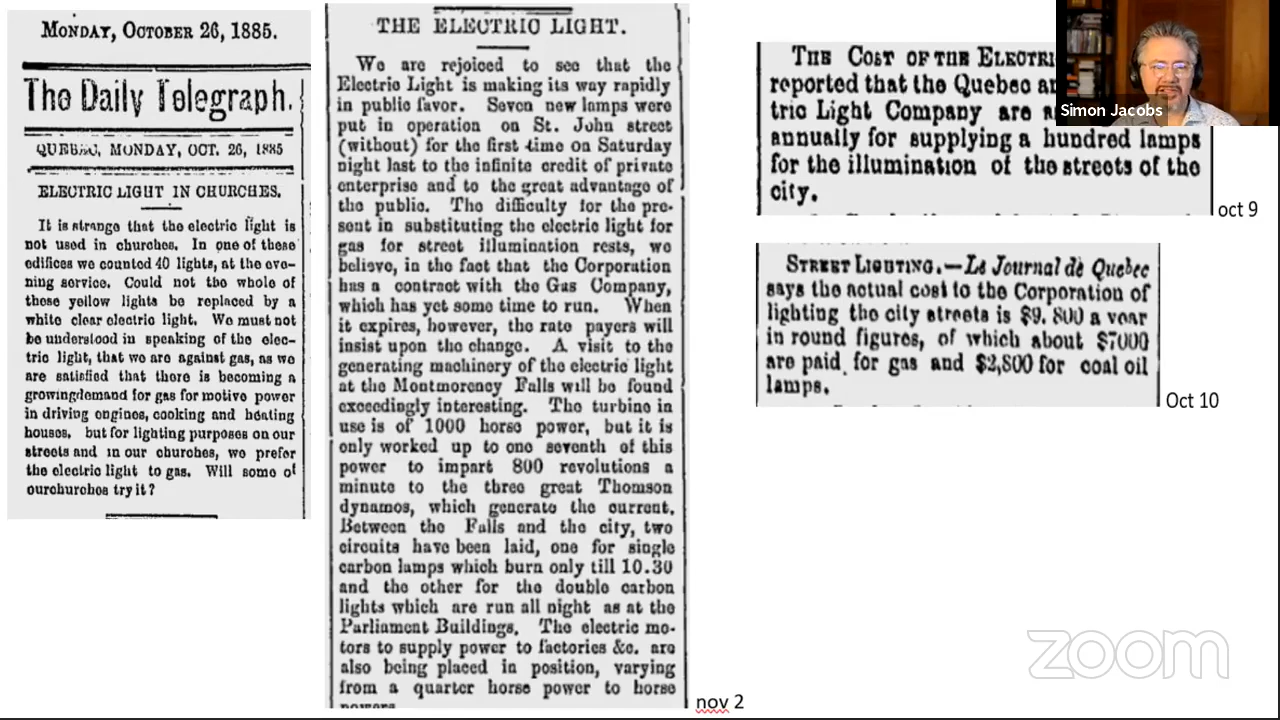 MONDAY, OCTOBER 26, 1885.
The Daily Telegraph.
QUEBEC, MONDAY, OCT. 26, 1885
ELECTRIC LIGHT IN CHURCHES.
It is strange that the electric light is
not used in churches. In one of these
edifices we counted 40 lights, at the eve-
ning service. Could not the whole of
these yellow lights be replaced by a
white clear electric light. We must not
be understood in speaking of the elec-
tric light, that we are against gas, as we
are satisfied that there is becoming a
growingdemand for gas for motive power
in driving engines, cooking and heating
houses, but for lighting purposes on our
streets and in our churches, we prefer
the electric light to gas. Will some of
ourchurches try it?
THE ELECTRIC LIGHT.
We are rejoiced to see that the
Electric Light is making its way rapidly
in public favor. Seven new lamps were
put in operation on St. John street
(without) for the first time on Saturday
night last to the infinite credit of private
enterprise and to the great advantage of
the public. The difficulty for the pre-
sent in substituting the electric light for
gas for street illumination rests, we
believe, in the fact that the Corporation
has a contract with the Gas Company,
which has yet some time to run. When
it expires, however, the rate payers will
insist upon the change. A visit to the
generating machinery of the electric light
at the Montmorency Falls will be found
exceedingly interesting. The turbine in
use is of 1000 horse power, but it is
only worked up to one seventh of this
power to impart 800 revolutions a
minute to the three great Thomson
dynamos, which generate the current.
Between the Falls and the city, two
circuits have been laid, one for single
carbon lamps which burn only till 10.30
and the other for the double carbon
lights which are run all night as at the
Parliament Buildings. The electric mo-
tors to supply power to factories &c. are
also being placed in position, varying
from a quarter horse power to horse
nov 2
THE COST OF THE
reported that the Quebec
tric Light Company are
annually for supplying a hundred lamps
for the illumination of the streets of the
city.
oct 9
STREET LIGHTING.—Le Journal de Quebec
says the actual cost to the Corporation of
lighting the city streets is $9.800 a year
in round figures, of which about $7000
are paid for gas and $2,800 for coal oil
lamps.
Oct 10
Simon Jacobs
zoom